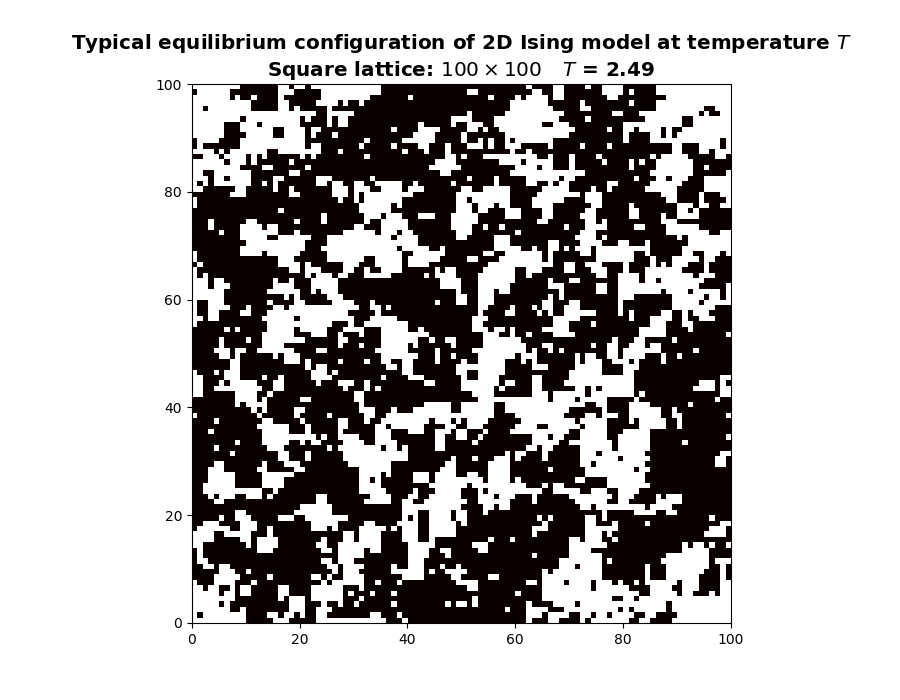 Typical equilibrium configuration of 2D Ising model at temperature T
Square lattice: 100 × 100 T = 2.49
100
80
60
40
20
0
0 20 40 60 80 100